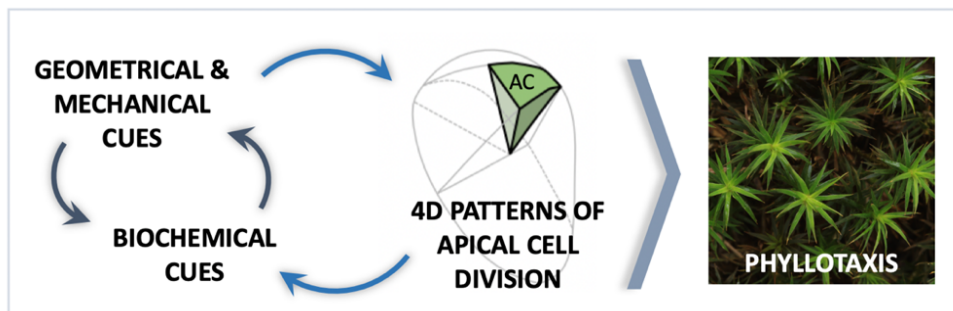 GEOMETRICAL &
MECHANICAL
CUES
BIOCHEMICAL
CUES
AC
4D PATTERNS OF
APICAL CELL
DIVISION
PHYLLOTAXIS